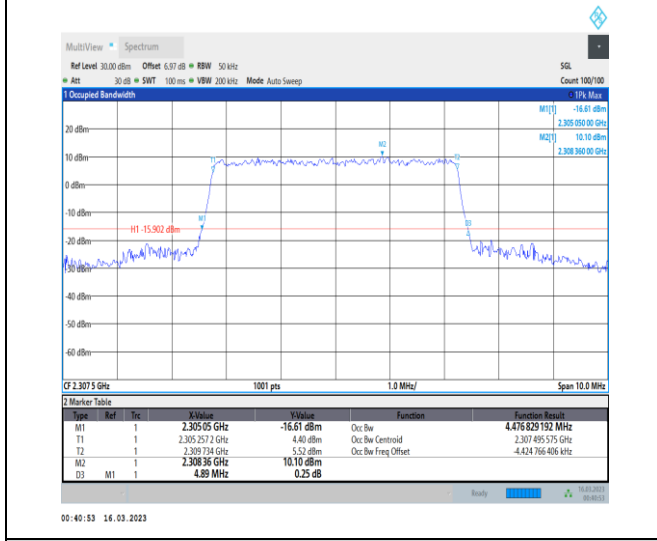 MultiView Spectrum
Ref Level 30.00 dBm Offset 6.97 dB RBW 50 kHz SGL
Att 30 dB SWT 100 ms VBW 200 kHz Mode Auto Sweep Count 100/100
1 Occupied Bandwidth 1Pk Max
M1[1] -16.61 dBm
2.305 050 00 GHz
M2[1] 10.10 dBm
2.308 360 00 GHz
20 dBm
M2
10 dBm
T1
T2
0 dBm
-10 dBm
M1
D3
H1 -15.902 dBm
-20 dBm
-30 dBm
-40 dBm
-50 dBm
-60 dBm
CF 2.3075 GHz 1001 pts 1.0 MHz/ Span 10.0 MHz
2 Marker Table
Type Ref Trc X-Value Y-Value Function Function Result
M1 1 2.30505 GHz -16.61 dBm Occ Bw 4.476829192 MHz
T1 1 2.305 257 2 GHz 4.40 dBm Occ Bw Centroid 2.307 495 575 GHz
T2 1 2.309 734 GHz 5.52 dBm Occ Bw Freq Offset -4.424 766 406 kHz
M2 1 2.30836 GHz 10.10 dBm
D3 M1 1 4.89 MHz 0.25 dB
Ready 16.03.2023
00:40:53
00:40:53 16.03.2023